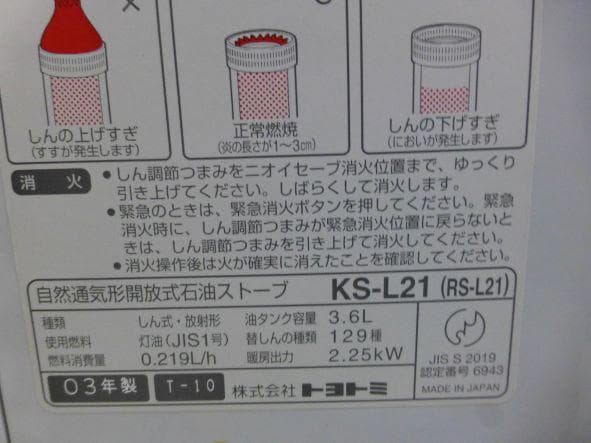 しんの上げすぎ
(すすが発生します)
正常燃焼
(炎の長さが1〜3cm)
しんの下げすぎ
(においが発生します)
消 火
●しん調節つまみをニオイセーブ消火位置まで、ゆっくり
引き上げてください。しばらくして消火します。
●緊急のときは、緊急消火ボタンを押してください。緊急
消火時に、しん調節つまみが緊急消火位置に戻らないと
きは、しん調節つまみを引き上げて消火してください。
●消火操作後は火が確実に消えたことを確認してください。
自然通気形開放式石油ストーブ KS-L21 (RS-L21)
種類 しん式・放射形 油タンク容量 3.6L
使用燃料 灯油(JIS1号) 替しんの種類 129種
燃料消費量 0.219L/h 暖房出力 2.25kW
JIS S 2019
認定番号 6943
MADE IN JAPAN
03年製 T-10 株式会社 トヨトミ